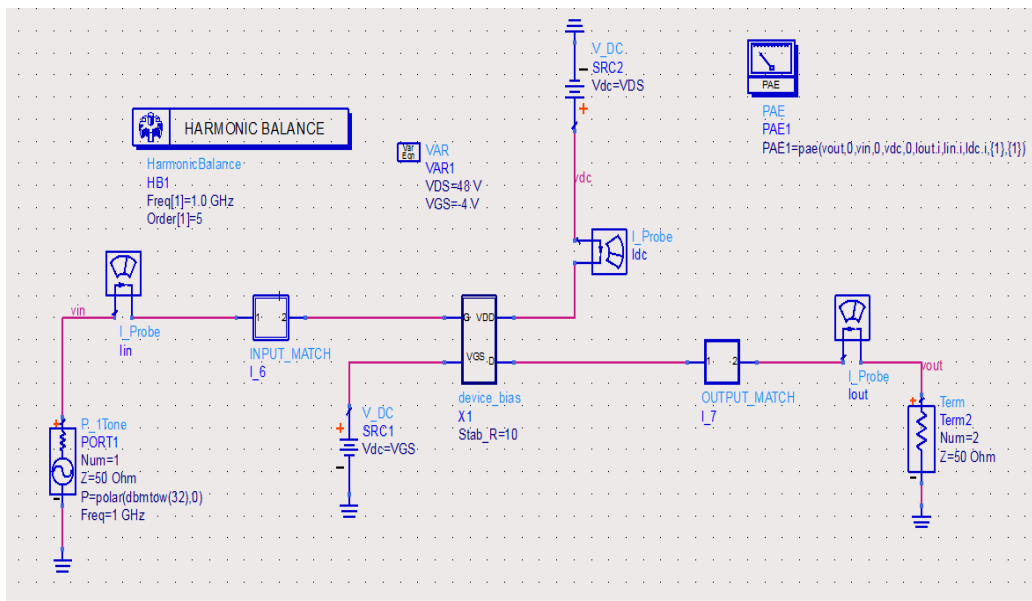 V_DC
SRC2
Vdc=VDS
PAE
PAE
PAE1
PAE1=pae(vout,0,vin,0,vdc,0,Iout.i,Iin.i,Idc.i,{1},{1})
HARMONIC BALANCE
HarmonicBalance
HB1
Freq[1]=1.0 GHz
Order[1]=5
Var
Eqn
VAR
VAR1
VDS=48 V
VGS=-4 V
vdc
I_Probe
Idc
vin
I_Probe
Iin
1 2
INPUT_MATCH
I_6
G VDD
VGS D
device_bias
X1
Stab_R=10
1 2
OUTPUT_MATCH
I_7
I_Probe
Iout
vout
V_DC
SRC1
Vdc=VGS
P_1Tone
PORT1
Num=1
Z=50 Ohm
P=polar(dbmtow(32),0)
Freq=1 GHz
Term
Term2
Num=2
Z=50 Ohm